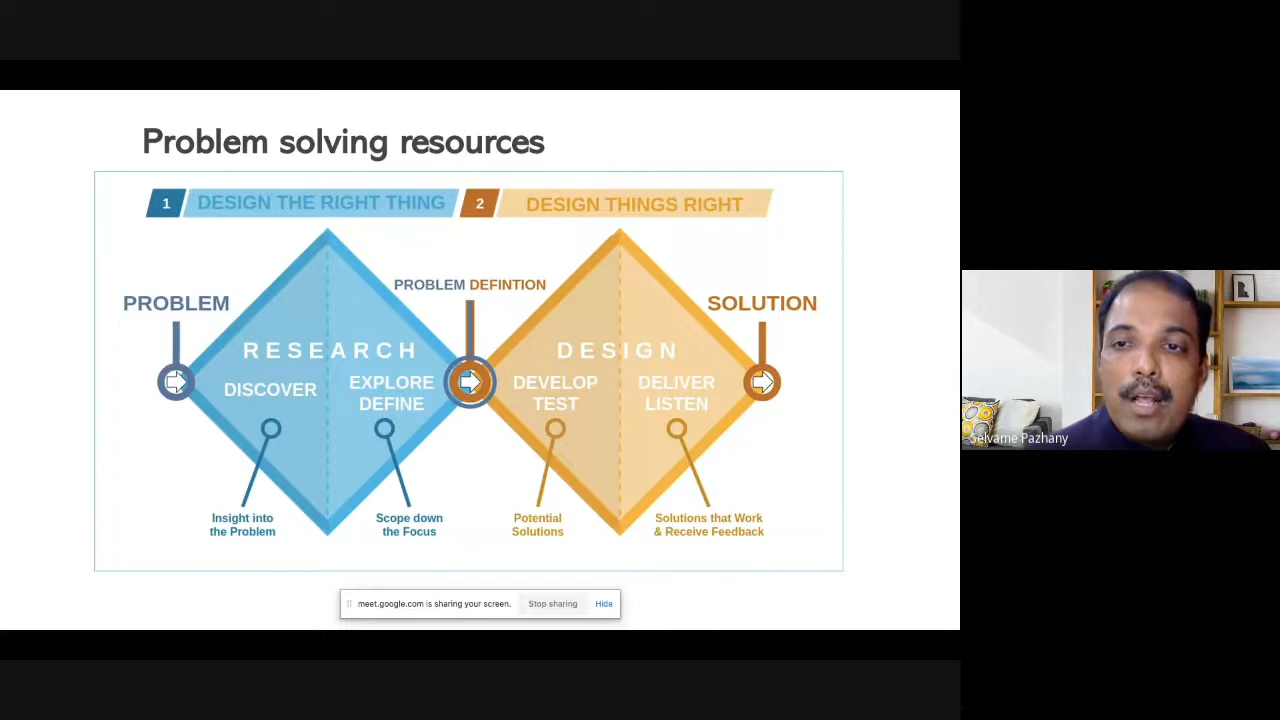 Problem solving resources
1
DESIGN THE RIGHT THING
2
DESIGN THINGS RIGHT
PROBLEM DEFINTION
PROBLEM
SOLUTION
RESEARCH
DESIGN
DISCOVER
EXPLORE
DEFINE
DEVELOP
TEST
DELIVER
LISTEN
Insight into
the Problem
Scope down
the Focus
Potential
Solutions
Solutions that Work
& Receive Feedback
meet.google.com is sharing your screen.
Stop sharing
Hide
Selvame Pazhany